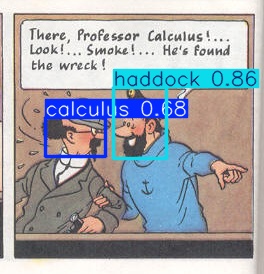 There, Professor Calculus!...
Look!... Smoke!... He's found
the wreck!
haddock 0.86
calculus 0.68